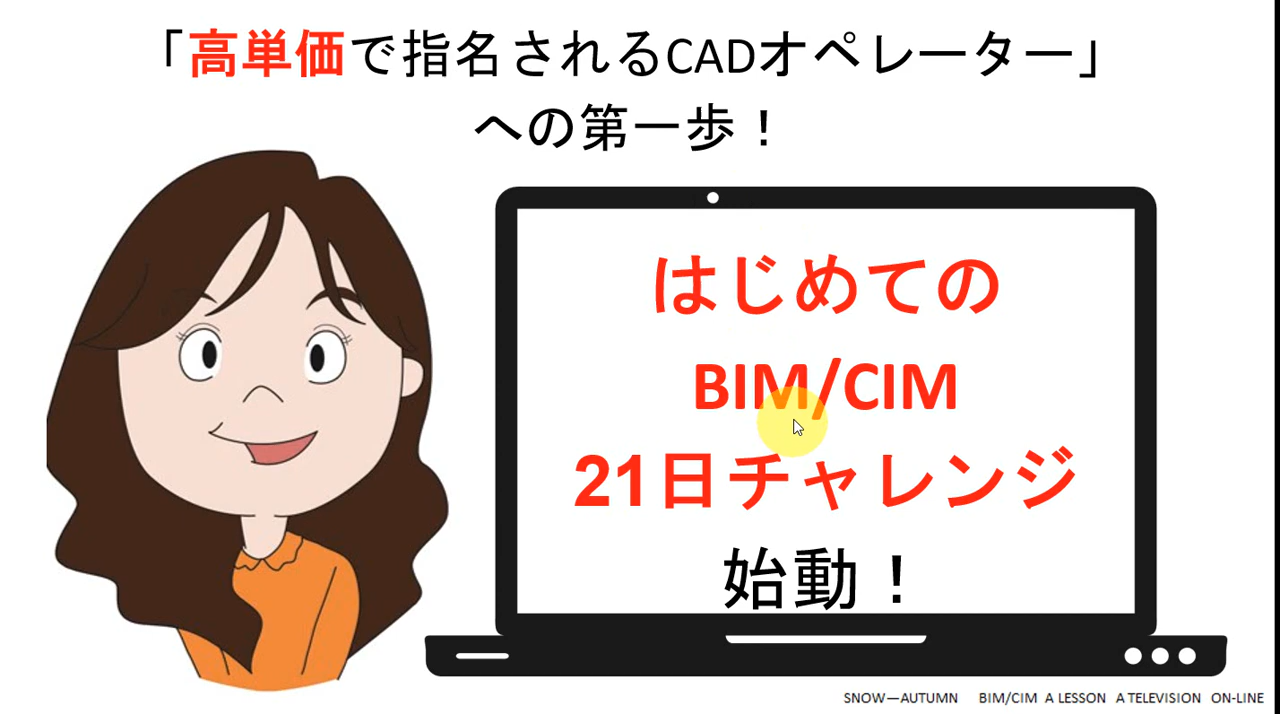 「高単価で指名されるCADオペレーター」
への第一歩！
はじめての
BIM/CIM
21日チャレンジ
始動！
SNOW―AUTUMN BIM/CIM A LESSON A TELEVISION ON-LINE